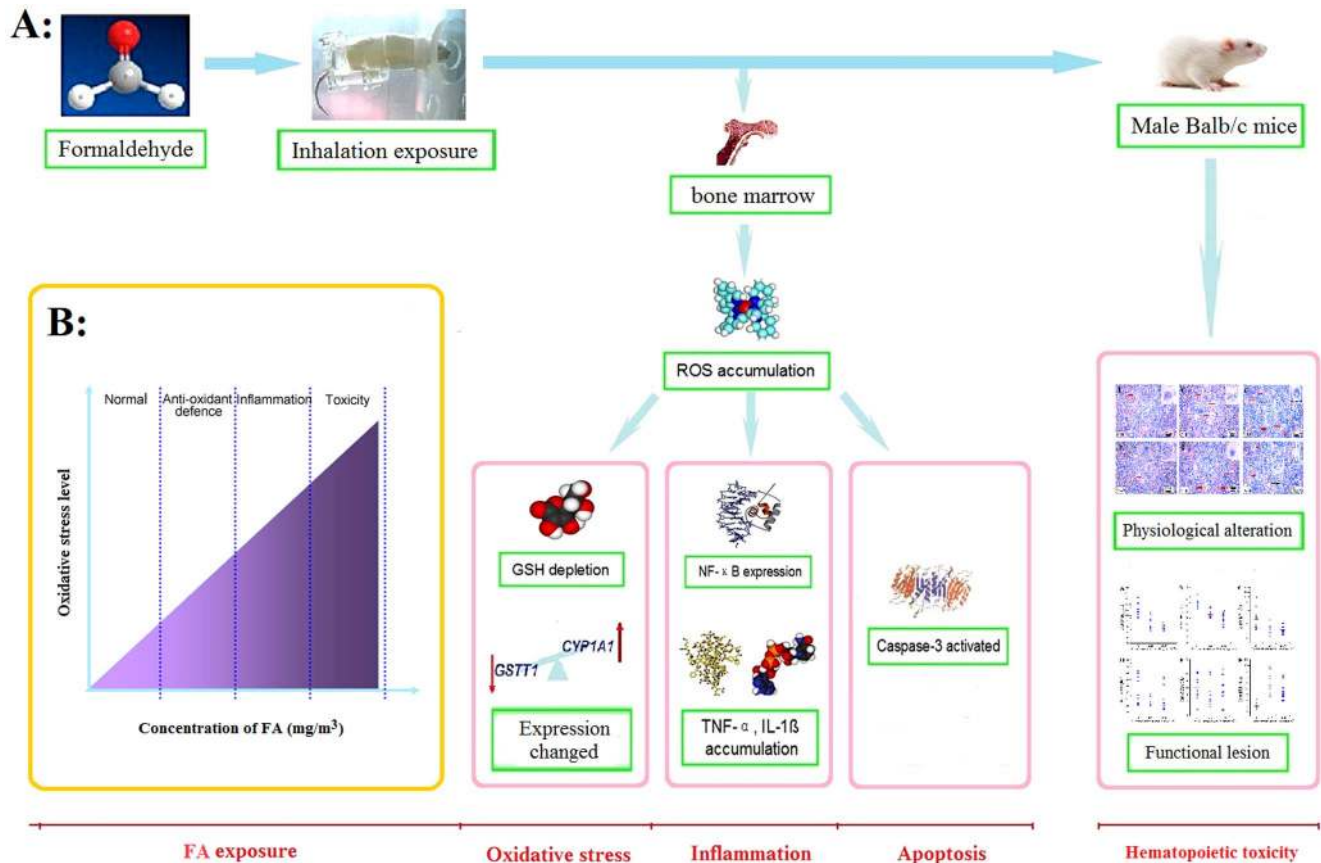 A:
Formaldehyde
Inhalation exposure
Male Balb/c mice
bone marrow
ROS accumulation
B:
Normal
Anti-oxidant
defence
Inflammation
Toxicity
Oxidative stress level
Concentration of FA (mg/m³)
GSH depletion
CYP1A1
GSTT1
Expression
changed
NF-κB expression
TNF-α, IL-1ß
accumulation
Caspase-3 activated
Physiological alteration
Functional lesion
FA exposure
Oxidative stress
Inflammation
Apoptosis
Hematopoietic toxicity